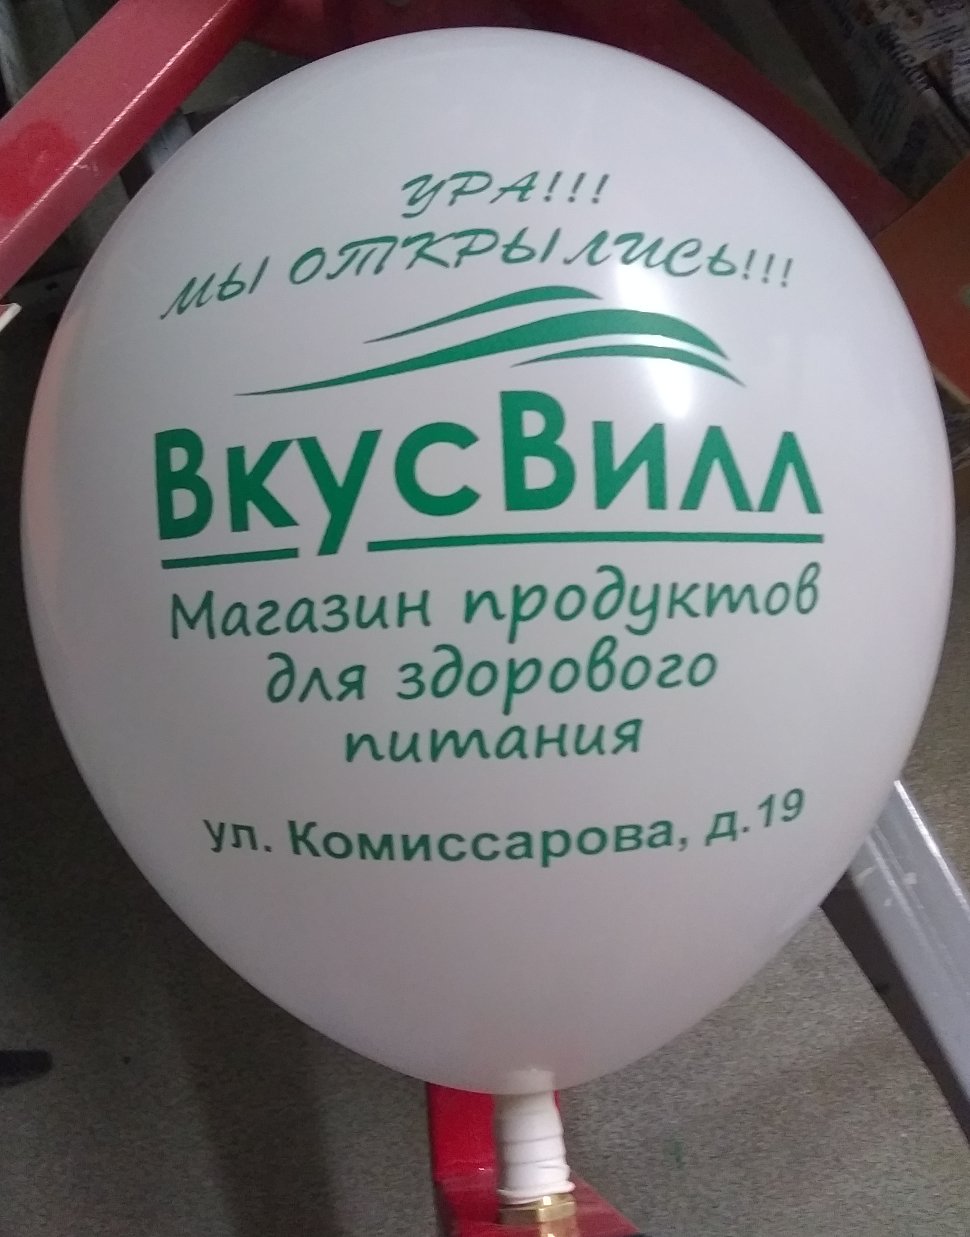 УРА!!!
МЫ ОТКРЫЛИСЬ!!!
ВкусВилл
Магазин продуктов
для здорового
питания
ул. Комиссарова, д.19